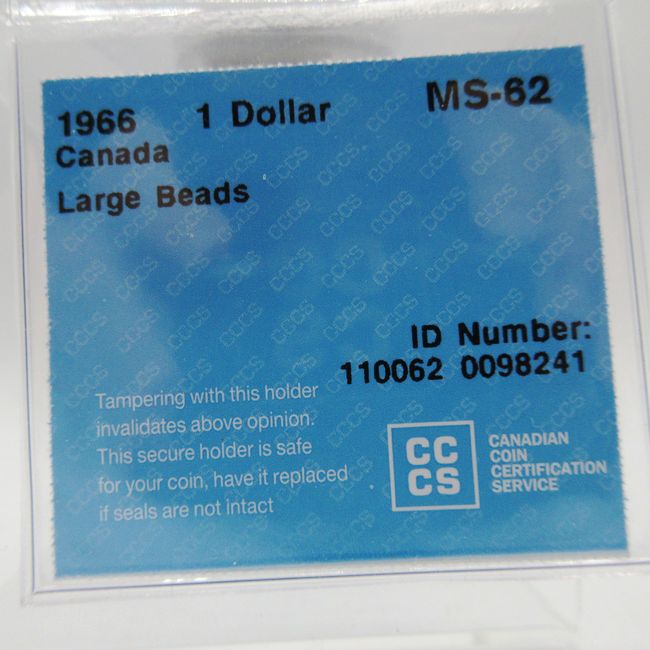 1966 1 Dollar MS-62
Canada
Large Beads
ID Number:
110062 0098241
Tampering with this holder
invalidates above opinion.
This secure holder is safe
for your coin, have it replaced
if seals are not intact
CC
CS
CANADIAN
COIN
CERTIFICATION
SERVICE